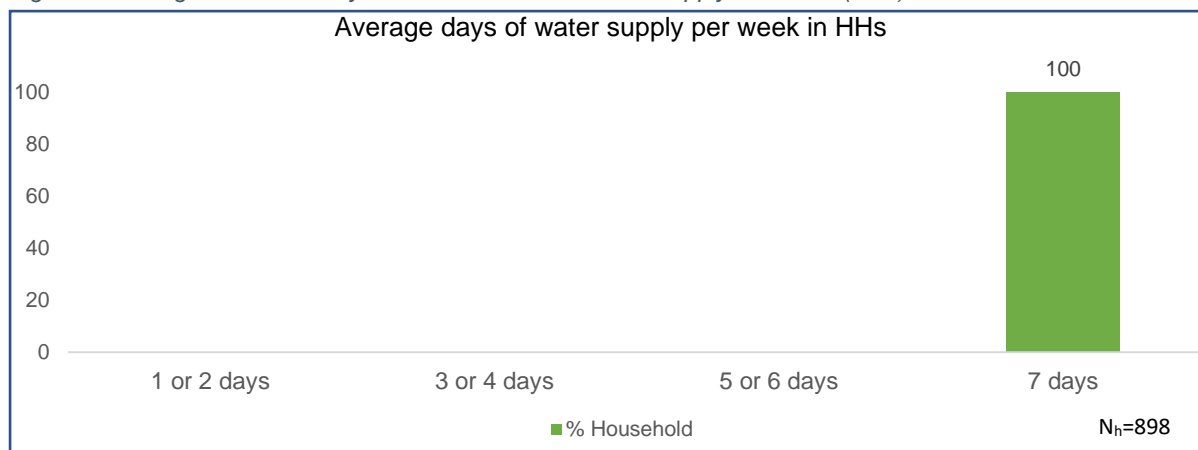 Average days of water supply per week in HHs
100
100
80
60
40
20
0
1 or 2 days 3 or 4 days 5 or 6 days 7 days
% Household
Nₕ=898